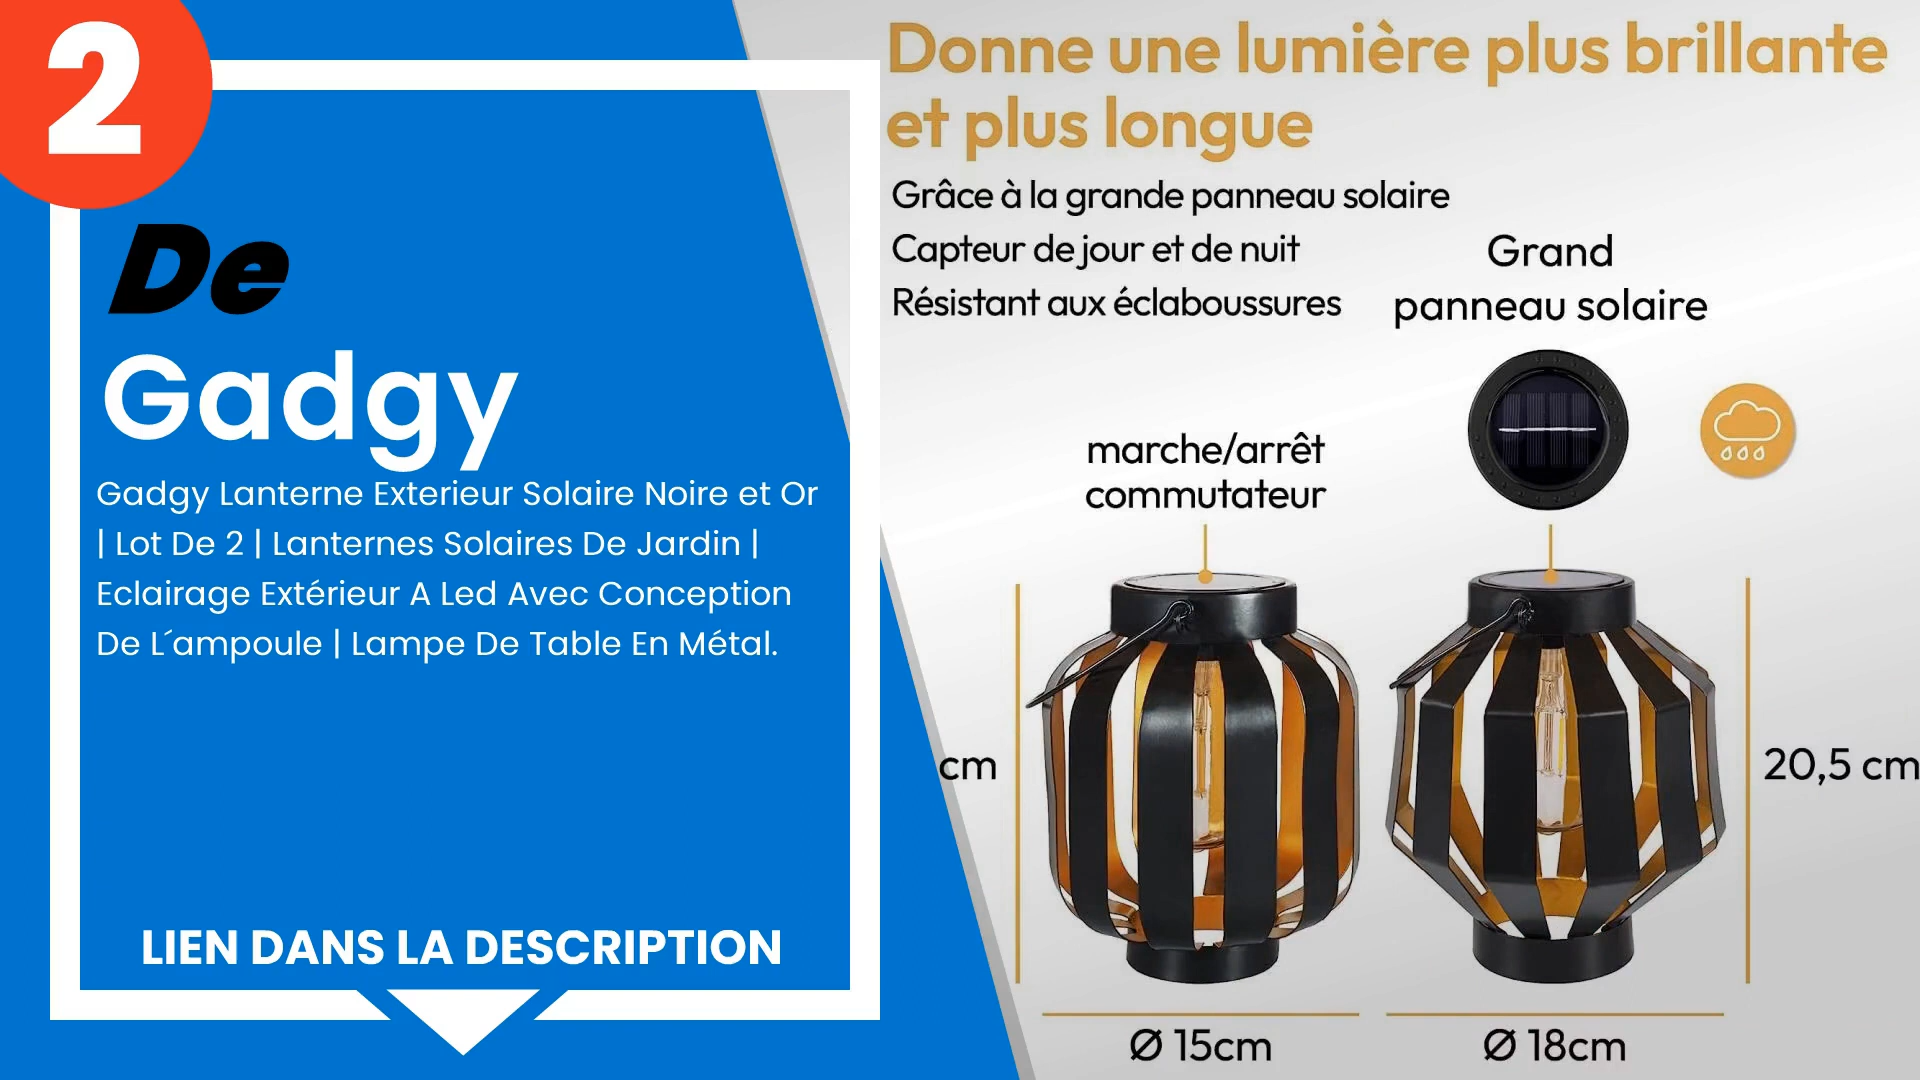 2
De
Gadgy
Gadgy Lanterne Exterieur Solaire Noire et Or
| Lot De 2 | Lanternes Solaires De Jardin |
Eclairage Extérieur A Led Avec Conception
De L´ampoule | Lampe De Table En Métal.
LIEN DANS LA DESCRIPTION
Donne une lumière plus brillante
et plus longue
Grâce à la grande panneau solaire
Capteur de jour et de nuit
Résistant aux éclaboussures
Grand
panneau solaire
marche/arrêt
commutateur
cm
20,5 cm
Ø 15cm
Ø 18cm